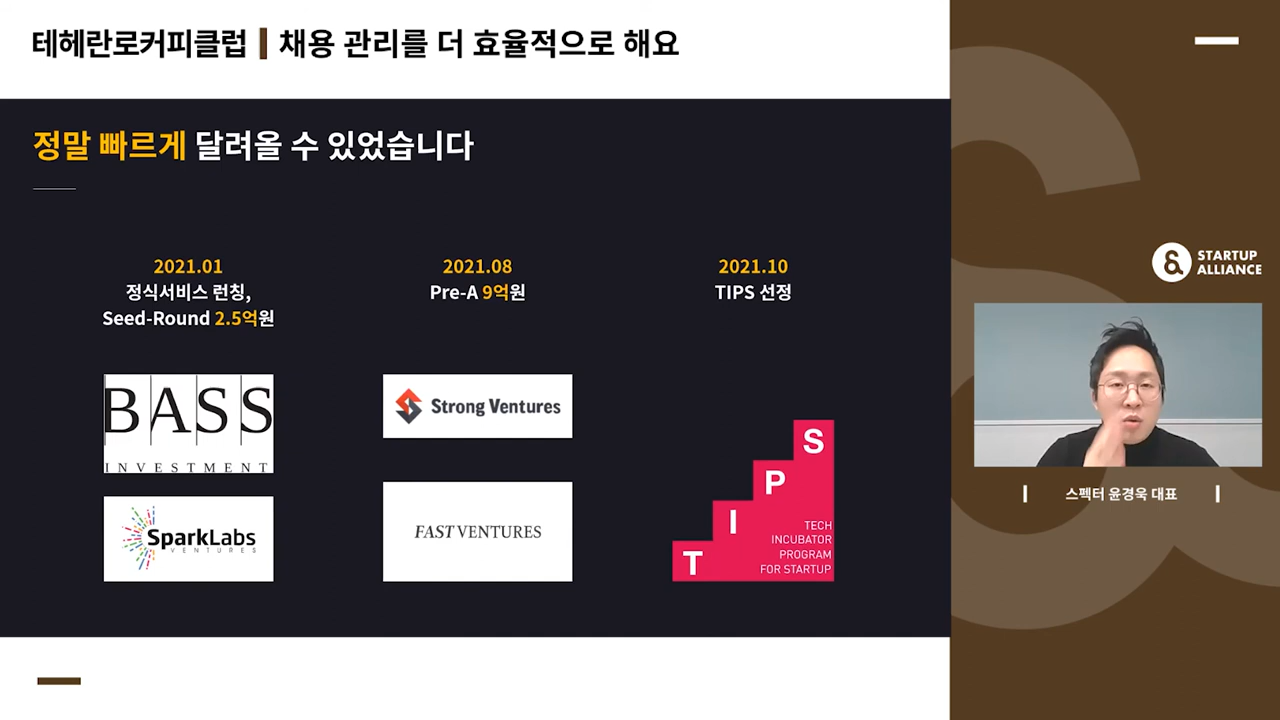 테헤란로커피클럽 | 채용 관리를 더 효율적으로 해요
정말 빠르게 달려올 수 있었습니다
2021.01
정식서비스 런칭,
Seed-Round 2.5억원
BASS
INVESTMENT
SparkLabs
VENTURES
2021.08
Pre-A 9억원
Strong Ventures
FAST VENTURES
2021.10
TIPS 선정
T I P S
TECH
INCUBATOR
PROGRAM
FOR STARTUP
STARTUP
ALLIANCE
스펙터 윤경욱 대표